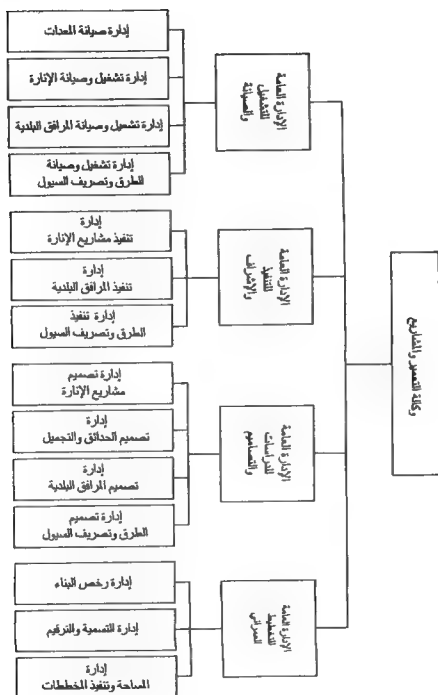 وكالة التعمير والمشاريع
الإدارة العامة
للتشغيل
والصيانة
إدارة صيانة المعدات
إدارة تشغيل وصيانة الإنارة
إدارة تشغيل وصيانة المرافق البلدية
إدارة تشغيل وصيانة
الطرق وتصريف السيول
الإدارة العامة
للتنفيذ
والإشراف
إدارة
تنفيذ مشاريع الإنارة
إدارة
تنفيذ المرافق البلدية
إدارة تنفيذ
الطرق وتصريف السيول
الإدارة العامة
للدراسات
والتصاميم
إدارة تصميم
مشاريع الإنارة
إدارة
تصميم الحدائق والتجميل
إدارة
تصميم المرافق البلدية
إدارة تصميم
الطرق وتصريف السيول
الإدارة العامة
للتخطيط
العمراني
إدارة رخص البناء
إدارة التسمية والترقيم
إدارة
المساحة وتنفيذ المخططات